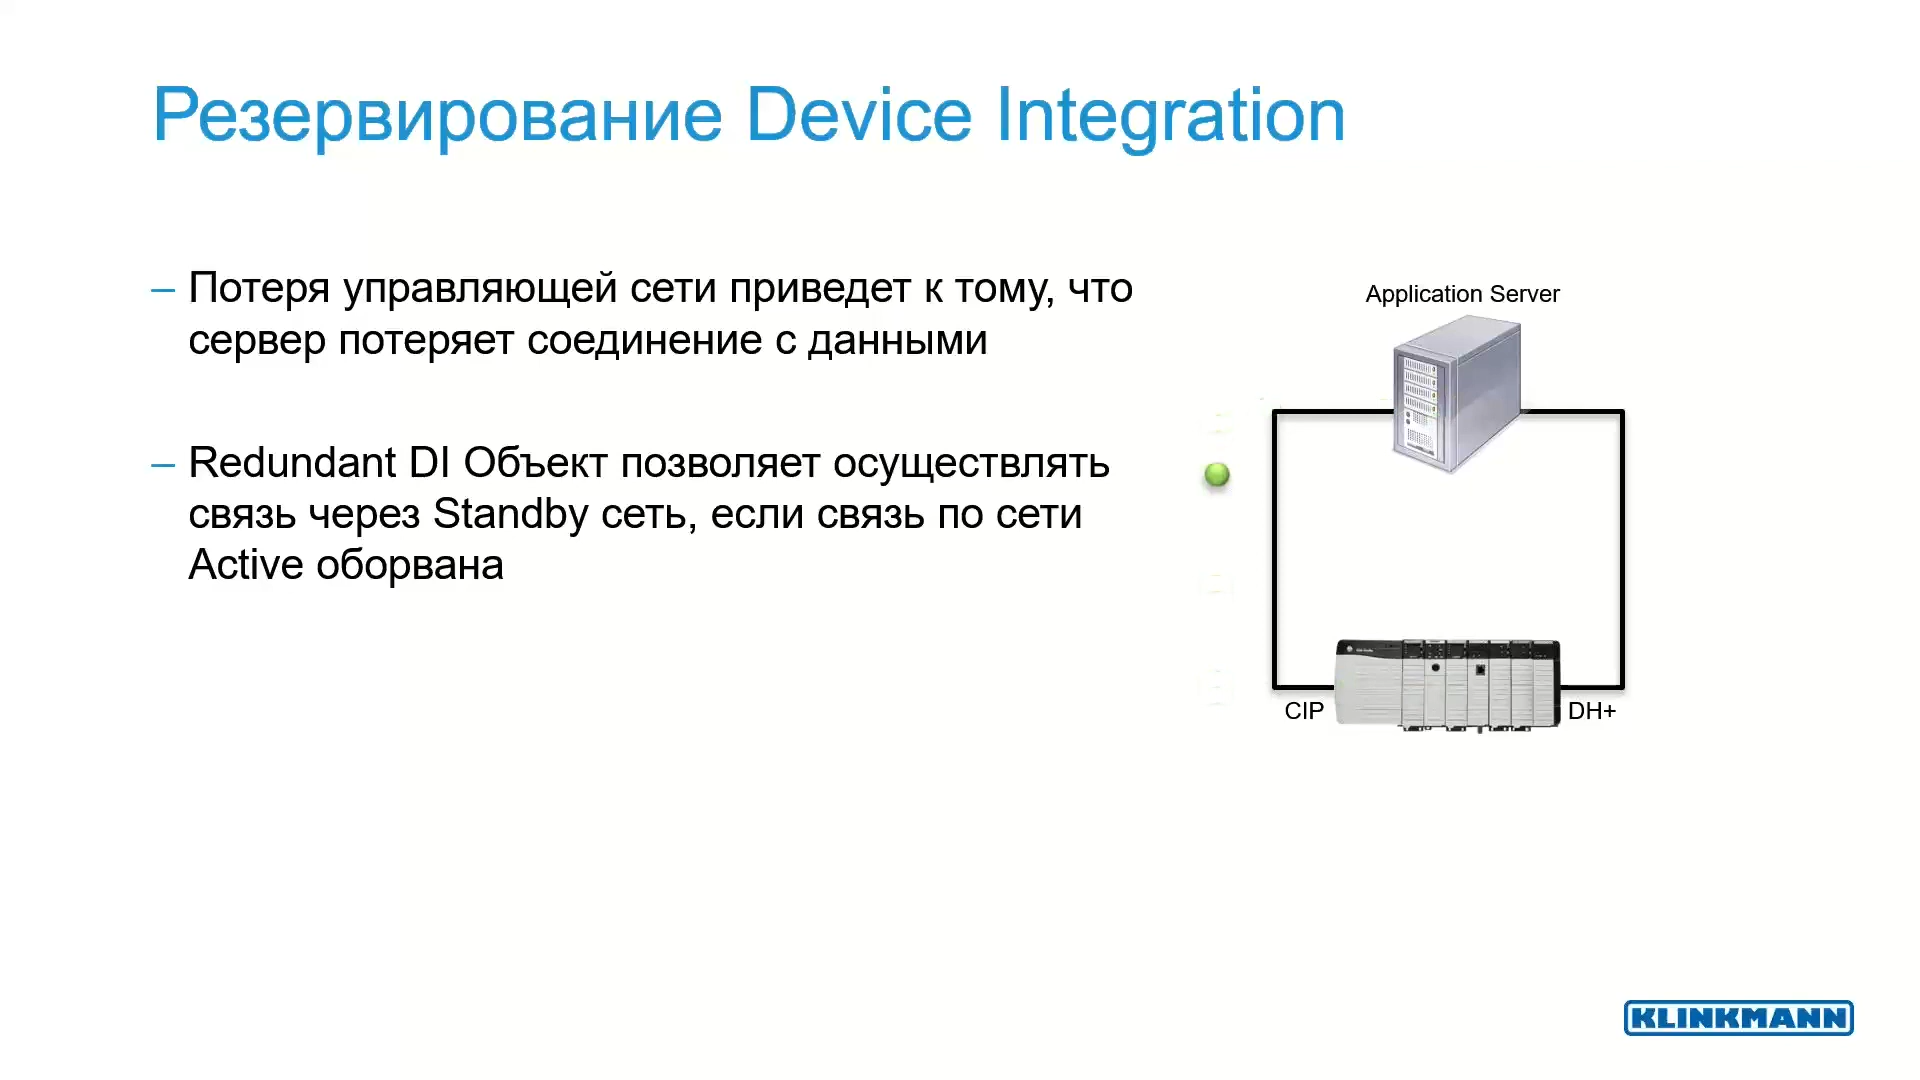 Резервирование Device Integration
– Потеря управляющей сети приведет к тому, что
сервер потеряет соединение с данными
– Redundant DI Объект позволяет осуществлять
связь через Standby сеть, если связь по сети
Active оборвана
Application Server
CIP
DH+
KLINKMANN